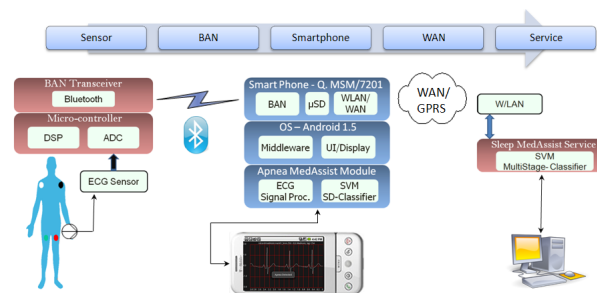 Sensor
BAN
Smartphone
WAN
Service
BAN Transceiver
Bluetooth
Micro-controller
DSP
ADC
ECG Sensor
Smart Phone - Q. MSM/7201
BAN
µSD
WLAN/
WAN
OS – Android 1.5
Middleware
UI/Display
Apnea MedAssist Module
ECG
Signal Proc.
SVM
SD-Classifier
WAN/
GPRS
W/LAN
Sleep MedAssist Service
SVM
MultiStage- Classifier